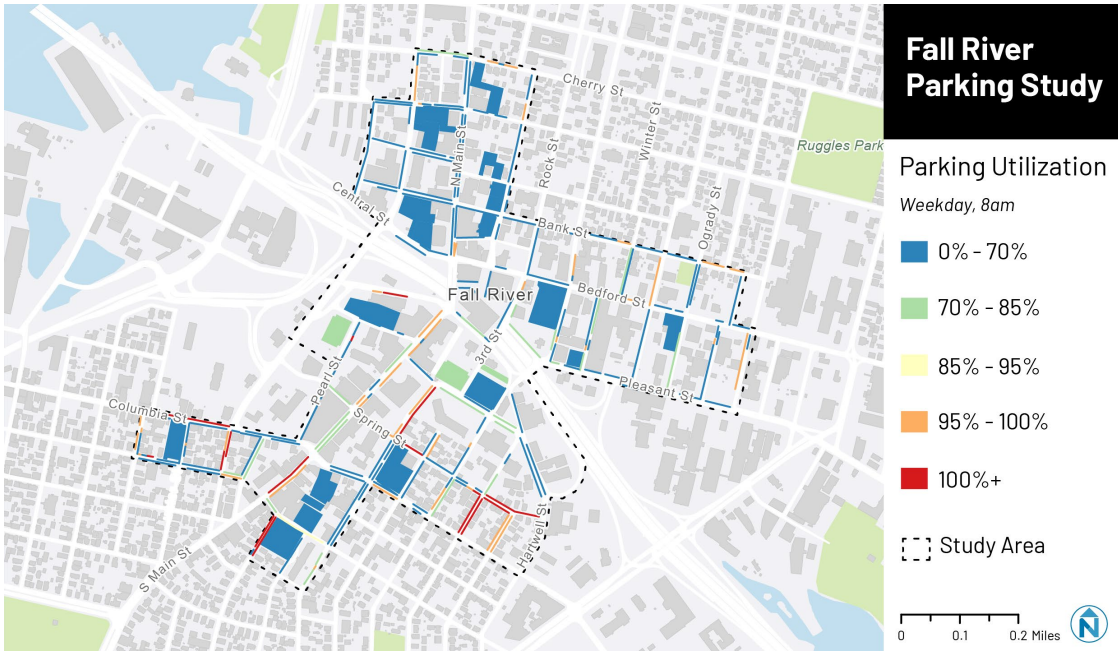 Fall River
Parking Study
Parking Utilization
Weekday, 8am
0% - 70%
70% - 85%
85% - 95%
95% - 100%
100%+
Study Area
0
0.1
0.2 Miles
N
Cherry St
Winter St
Ruggles Park
Rock St
N Main St
Central St
Ogrady St
Bank St
Fall River
Bedford St
3rd St
Pearl St
Pleasant St
Columbia St
Spring St
Hartwell St
S Main St